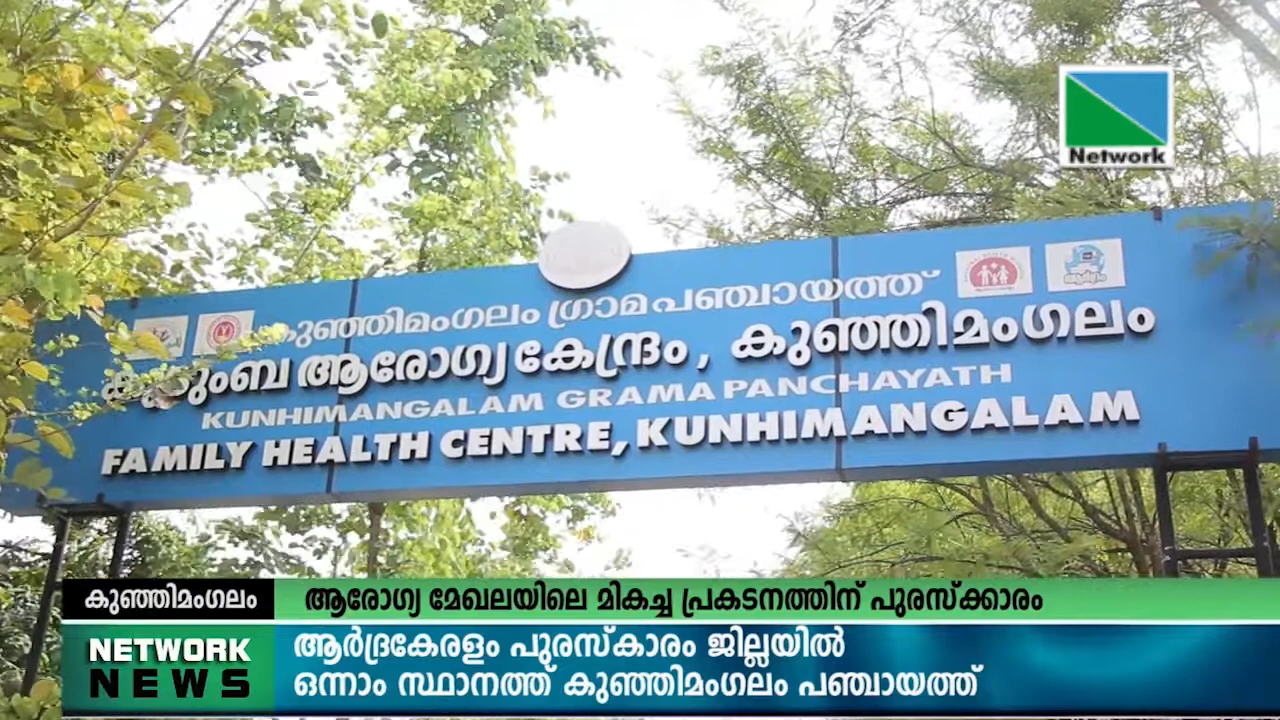 Network
കുഞ്ഞിമംഗലം ഗ്രാമപഞ്ചായത്ത്
കുടുംബ ആരോഗ്യ കേന്ദ്രം, കുഞ്ഞിമംഗലം
KUNHIMANGALAM GRAMA PANCHAYATH
FAMILY HEALTH CENTRE, KUNHIMANGALAM
കുഞ്ഞിമംഗലം
ആരോഗ്യ മേഖലയിലെ മികച്ച പ്രകടനത്തിന് പുരസ്ക്കാരം
NETWORK
NEWS
ആർദ്രകേരളം പുരസ്കാരം ജില്ലയിൽ
ഒന്നാം സ്ഥാനത്ത് കുഞ്ഞിമംഗലം പഞ്ചായത്ത്